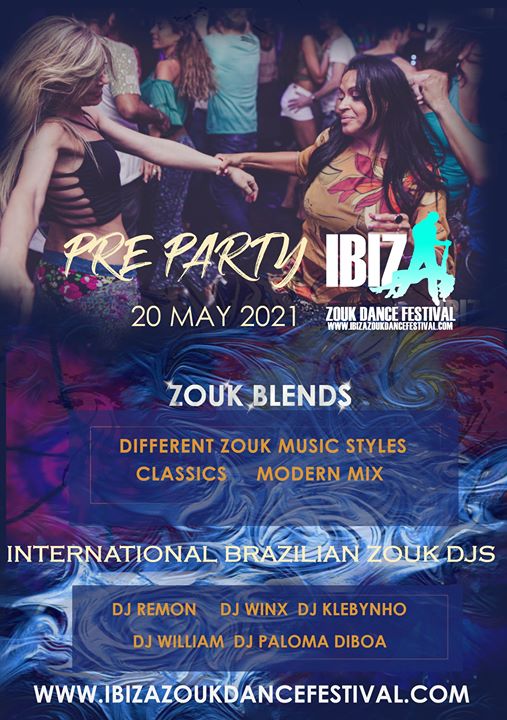 PRE PARTY
IBIZA
20 MAY 2021
ZOUK DANCE FESTIVAL
WWW.IBIZAZOUKDANCEFESTIVAL.COM
ZOUK BLENDS
DIFFERENT ZOUK MUSIC STYLES
CLASSICS MODERN MIX
INTERNATIONAL BRAZILIAN ZOUK DJS
DJ REMON DJ WINX DJ KLEBYNHO
DJ WILLIAM DJ PALOMA DIBOA
WWW.IBIZAZOUKDANCEFESTIVAL.COM